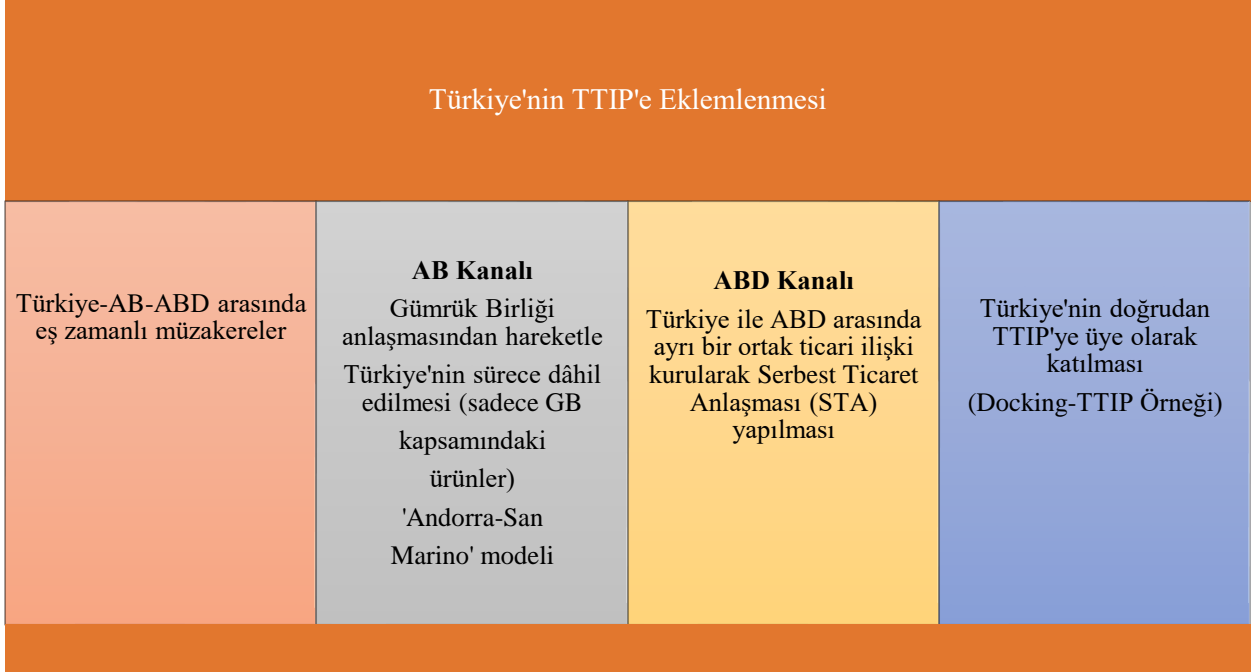 Türkiye'nin TTIP'e Eklemlenmesi
Türkiye-AB-ABD arasında
eş zamanlı müzakereler
AB Kanalı
Gümrük Birliği
anlaşmasından hareketle
Türkiye'nin sürece dâhil
edilmesi (sadece GB
kapsamındaki
ürünler)
'Andorra-San
Marino' modeli
ABD Kanalı
Türkiye ile ABD arasında
ayrı bir ortak ticari ilişki
kurularak Serbest Ticaret
Anlaşması (STA)
yapılması
Türkiye'nin doğrudan
TTIP'ye üye olarak
katılması
(Docking-TTIP Örneği)